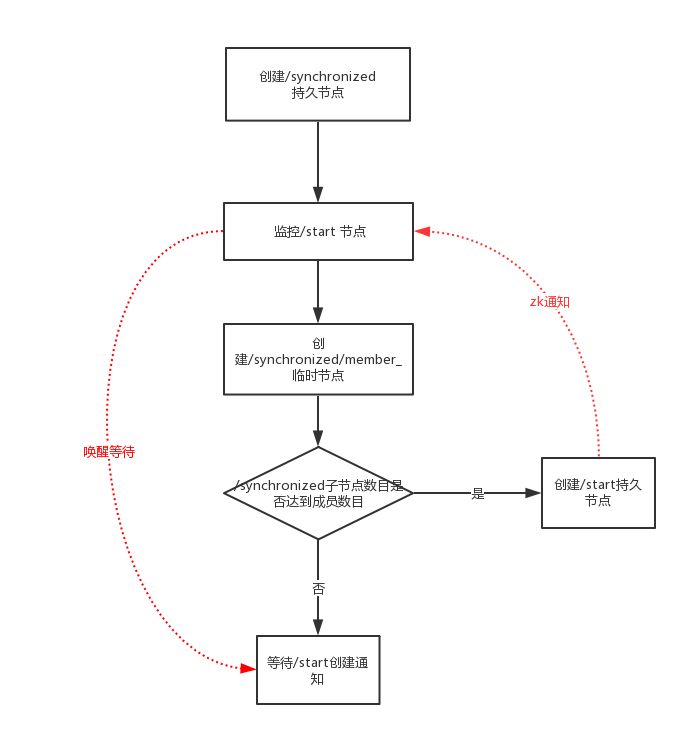 创建/synchronized
持久节点
监控/start 节点
zk通知
创
建/synchronized/member_
临时节点
唤醒等待
/synchronized子节点数目是
否达到成员数目
是
创建/start持久
节点
否
等待/start创建通
知